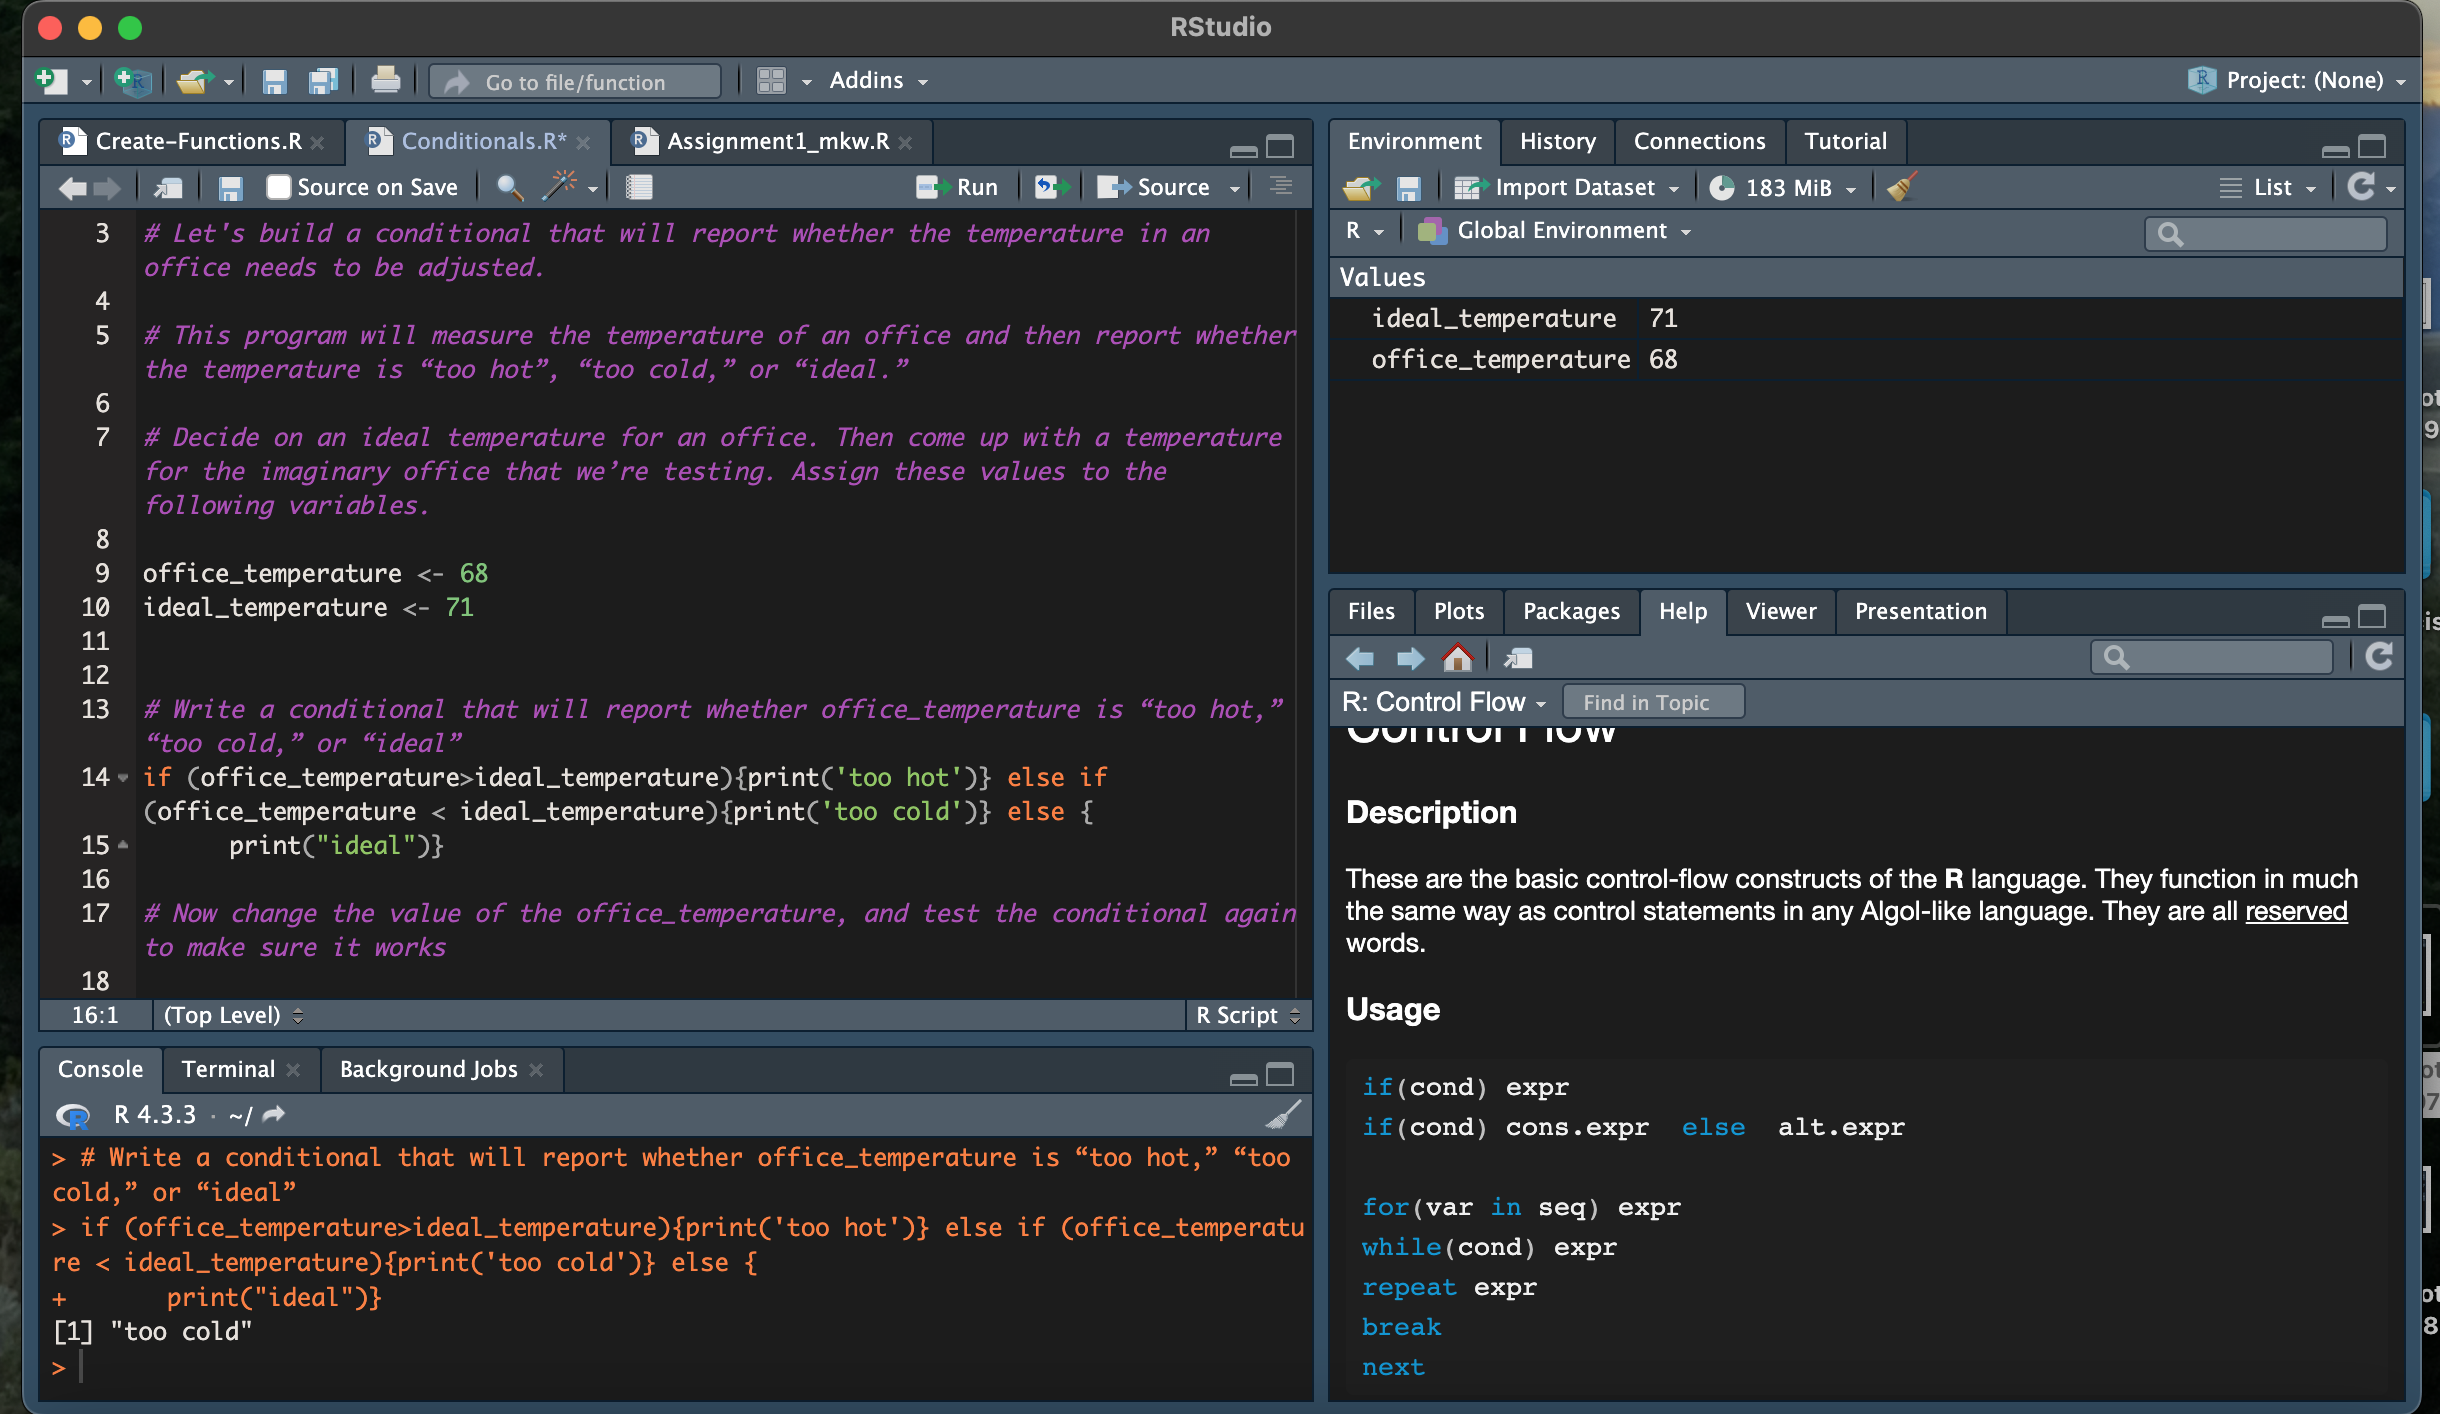 RStudio
Go to file/function
Addins
Project: (None)
Create-Functions.R
Conditionals.R*
Assignment1_mkw.R
Source on Save
Run
Source
3 # Let's build a conditional that will report whether the temperature in an
office needs to be adjusted.
4
5 # This program will measure the temperature of an office and then report whether
the temperature is “too hot”, “too cold,” or “ideal.”
6
7 # Decide on an ideal temperature for an office. Then come up with a temperature
for the imaginary office that we’re testing. Assign these values to the
following variables.
8
9 office_temperature <- 68
10 ideal_temperature <- 71
11
12
13 # Write a conditional that will report whether office_temperature is “too hot,”
“too cold,” or “ideal”
14 if (office_temperature>ideal_temperature){print('too hot')} else if
(office_temperature < ideal_temperature){print('too cold')} else {
15 print("ideal")}
16
17 # Now change the value of the office_temperature, and test the conditional again
to make sure it works
18
16:1 (Top Level) R Script
Console Terminal Background Jobs
R 4.3.3 · ~/
> # Write a conditional that will report whether office_temperature is “too hot,” “too
cold,” or “ideal”
> if (office_temperature>ideal_temperature){print('too hot')} else if (office_temperatu
re < ideal_temperature){print('too cold')} else {
+ print("ideal")}
[1] "too cold"
>
Environment History Connections Tutorial
Import Dataset 183 MiB List
R Global Environment
Values
ideal_temperature 71
office_temperature 68
Files Plots Packages Help Viewer Presentation
R: Control Flow Find in Topic
Control Flow
Description
These are the basic control-flow constructs of the R language. They function in much
the same way as control statements in any Algol-like language. They are all reserved
words.
Usage
if(cond) expr
if(cond) cons.expr else alt.expr
for(var in seq) expr
while(cond) expr
repeat expr
break
next